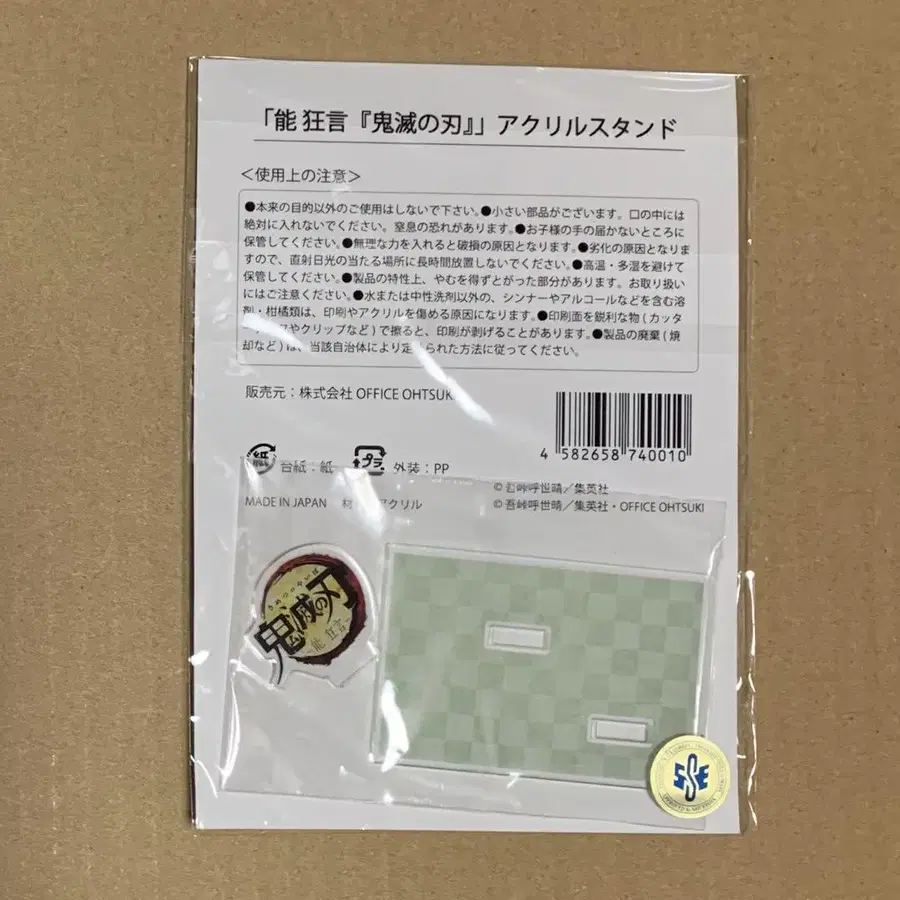 「能 狂言『鬼滅の刃』」アクリルスタンド
＜使用上の注意＞
●本来の目的以外のご使用はしないで下さい。●小さい部品がございます。口の中には
絶対に入れないでください。窒息の恐れがあります。●お子様の手の届かないところに
保管してください。●無理な力を入れると破損の原因となります。●劣化の原因となりま
すので、直射日光の当たる場所に長時間放置しないでください。●高温・多湿を避けて
保管してください。●製品の特性上、やむを得ずとがった部分があります。お取り扱い
にはご注意ください。●水または中性洗剤以外の、シンナーやアルコールなどを含む溶
剤・柑橘類は、印刷やアクリルを傷める原因になります。●印刷面を鋭利な物(カッタ
やクリップなど)で擦ると、印刷が剥げることがあります。●製品の廃棄(焼
却など)は、当該自治体により定められた方法に従ってください。
販売元：株式会社 OFFICE OHTSUKI
4 582658 740010
紙 台紙：紙 プラ 外装：PP
©吾峠呼世晴／集英社
MADE IN JAPAN 材 アクリル ©吾峠呼世晴／集英社・OFFICE OHTSUKI
きめつのやいば
鬼滅の刃
能 狂言
SSE